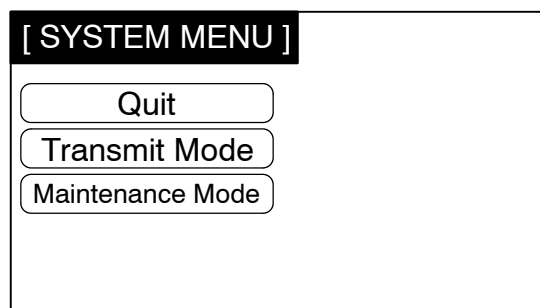 [ SYSTEM MENU ]
Quit
Transmit Mode
Maintenance Mode